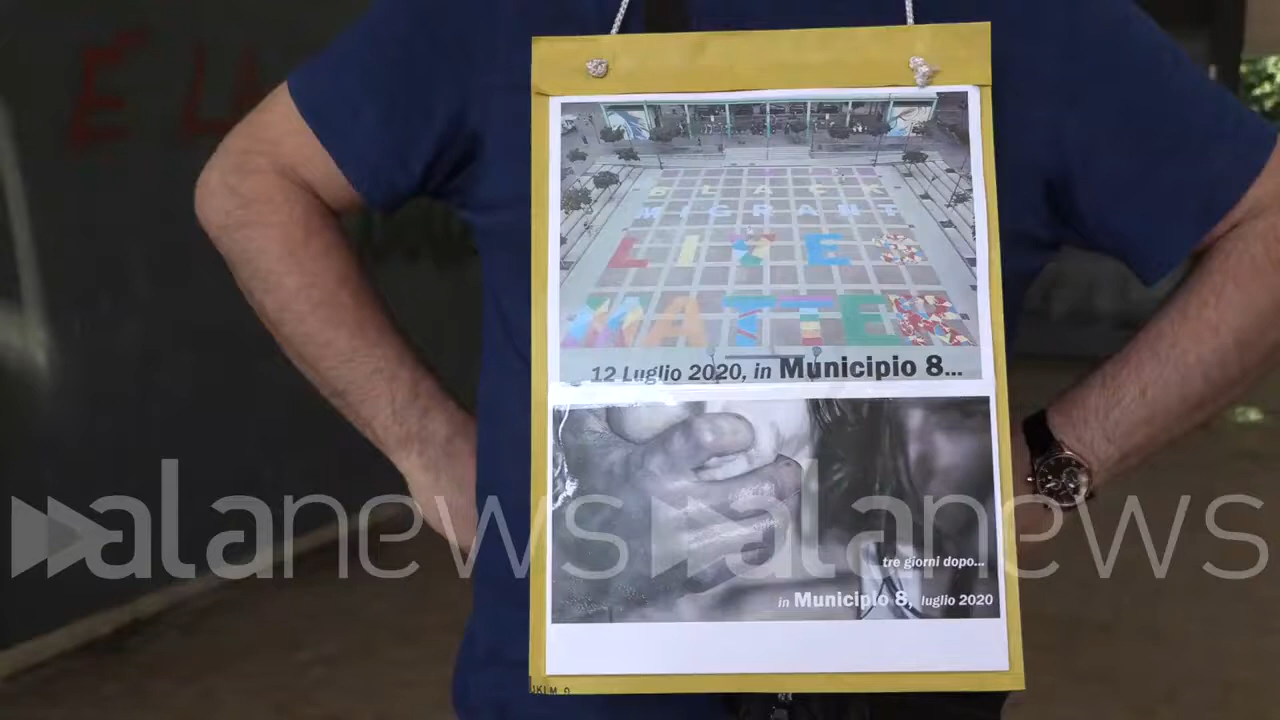 È LA
BLACK
MIGRANT
LIVES
MATTER
12 Luglio 2020, in Municipio 8...
tre giorni dopo...
in Municipio 8, luglio 2020
alanews alanews